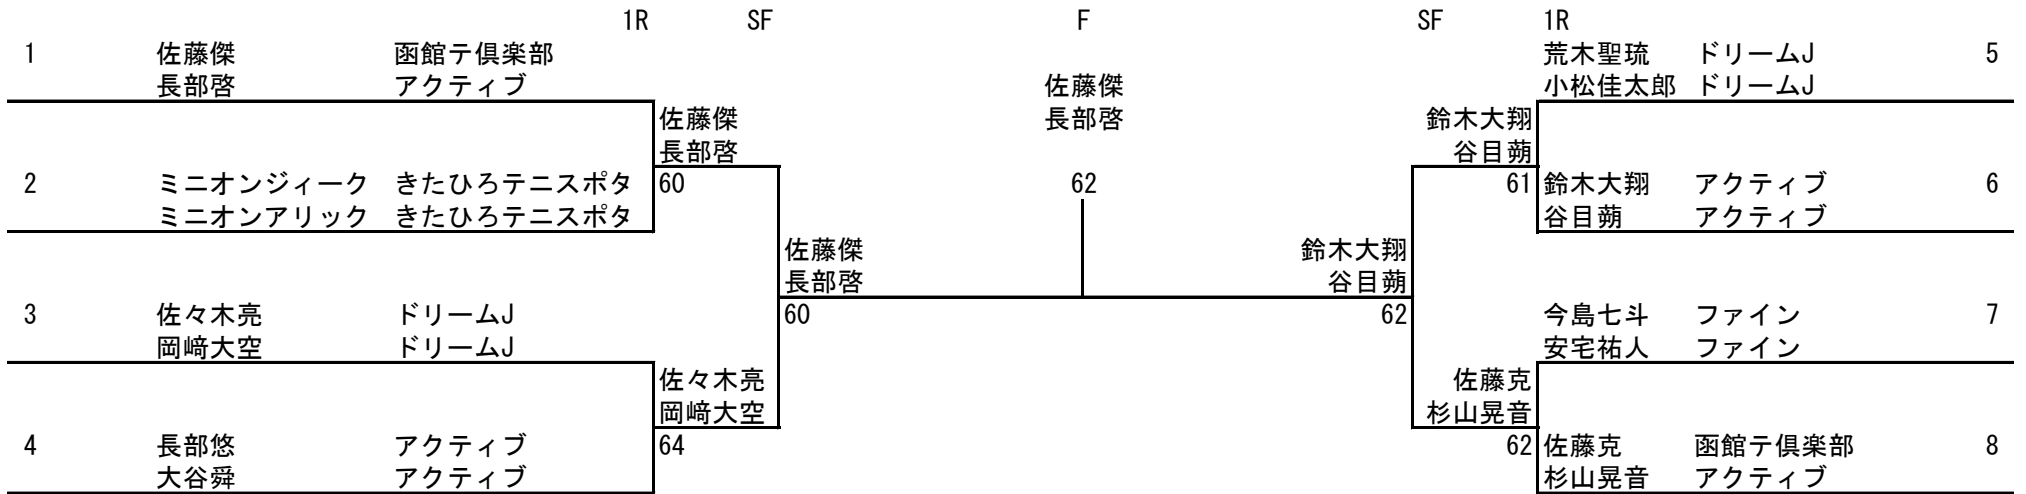 1R SF F SF 1R
1 佐藤傑 函館テ倶楽部 荒木聖琉 ドリームJ 5
長部啓 アクティブ 佐藤傑 小松佳太郎 ドリームJ
佐藤傑 長部啓 鈴木大翔
長部啓 谷目蒴
2 ミニオンジィーク きたひろテニスポタ 60 62 61 鈴木大翔 アクティブ 6
ミニオンアリック きたひろテニスポタ 谷目蒴 アクティブ
佐藤傑 鈴木大翔
長部啓 谷目蒴
3 佐々木亮 ドリームJ 60 62 今島七斗 ファイン 7
岡﨑大空 ドリームJ 安宅祐人 ファイン
佐々木亮 佐藤克
岡﨑大空 杉山晃音
4 長部悠 アクティブ 64 62 佐藤克 函館テ倶楽部 8
大谷舜 アクティブ 杉山晃音 アクティブ